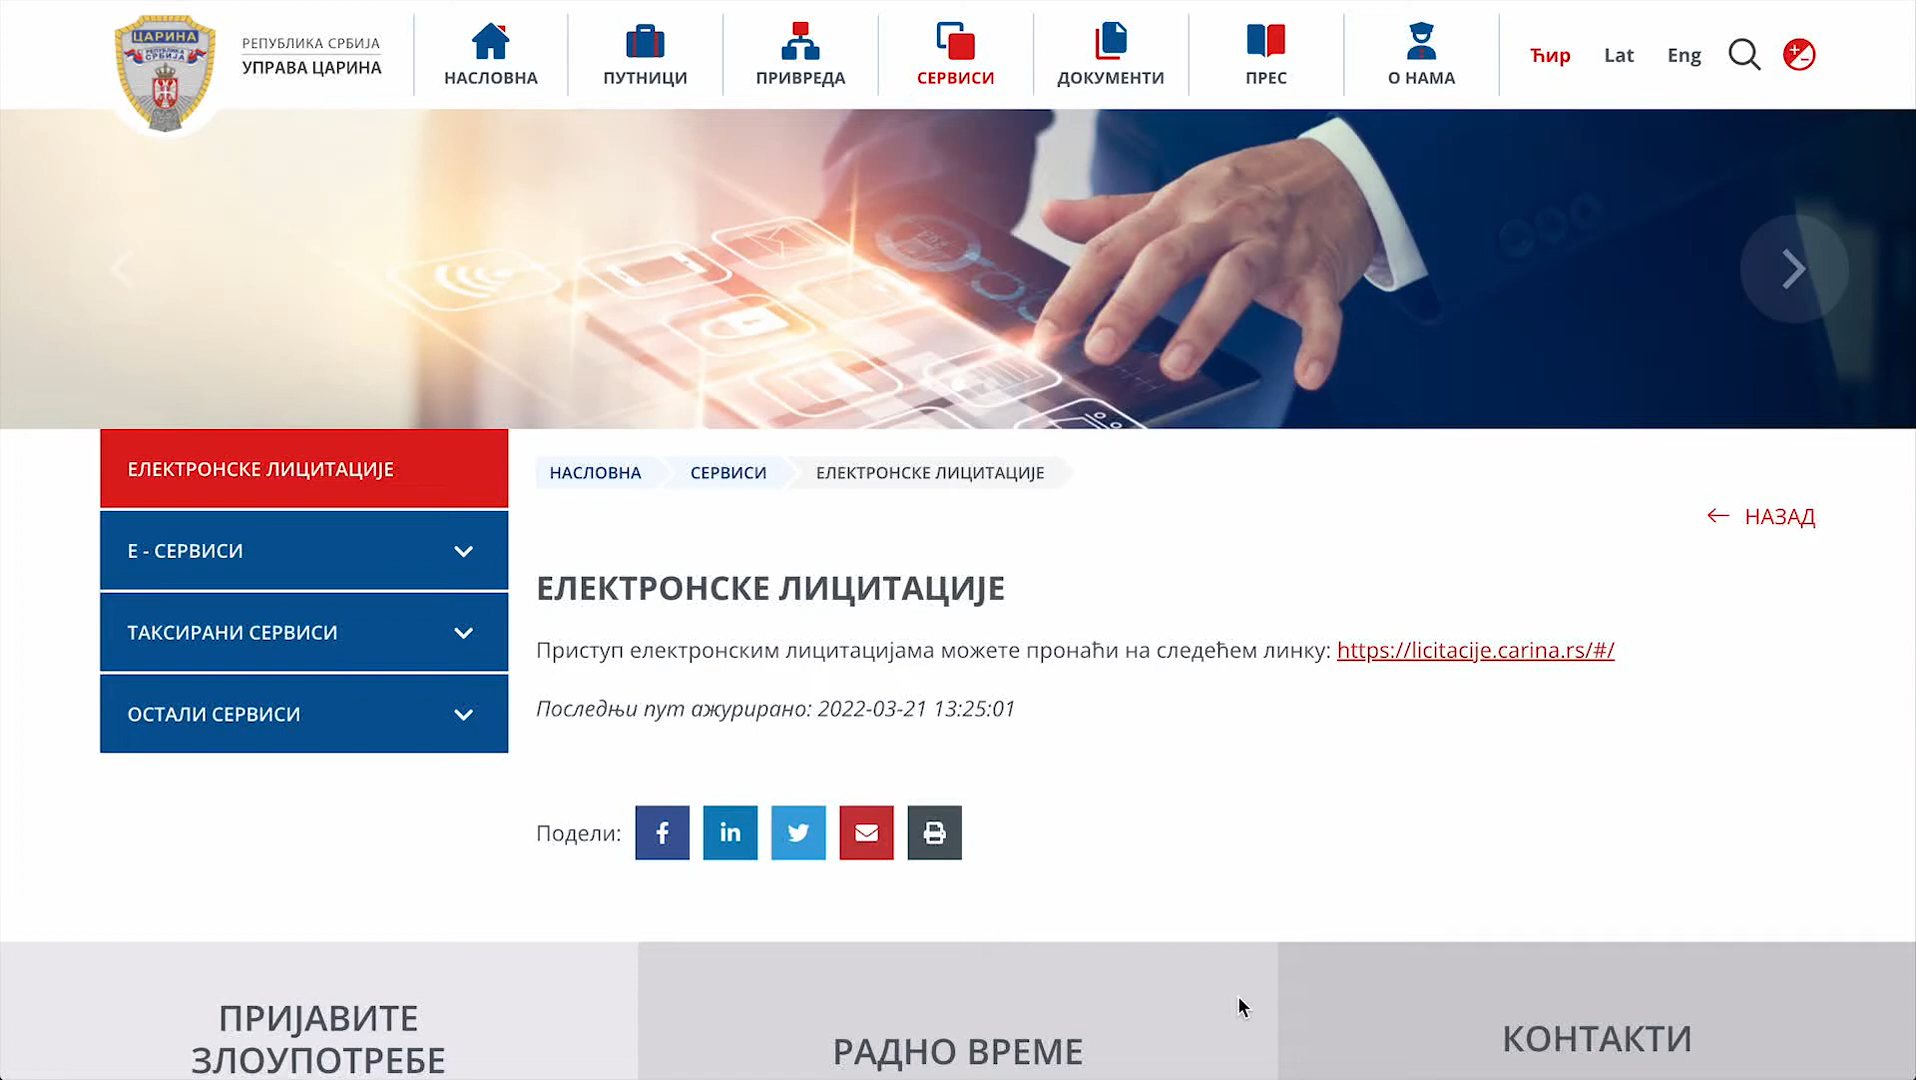 ЦАРИНА
РЕПУБЛИКА
СРБИЈА
РЕПУБЛИКА СРБИЈА
УПРАВА ЦАРИНА
НАСЛОВНА
ПУТНИЦИ
ПРИВРЕДА
СЕРВИСИ
ДОКУМЕНТИ
ПРЕС
О НАМА
Ћир
Lat
Eng
ЕЛЕКТРОНСКЕ ЛИЦИТАЦИЈЕ
Е - СЕРВИСИ
ТАКСИРАНИ СЕРВИСИ
ОСТАЛИ СЕРВИСИ
НАСЛОВНА
СЕРВИСИ
ЕЛЕКТРОНСКЕ ЛИЦИТАЦИЈЕ
← НАЗАД
ЕЛЕКТРОНСКЕ ЛИЦИТАЦИЈЕ
Приступ електронским лицитацијама можете пронаћи на следећем линку: https://licitacije.carina.rs/#/
Последњи пут ажурирано: 2022-03-21 13:25:01
Подели:
ПРИЈАВИТЕ
ЗЛОУПОТРЕБЕ
РАДНО ВРЕМЕ
КОНТАКТИ